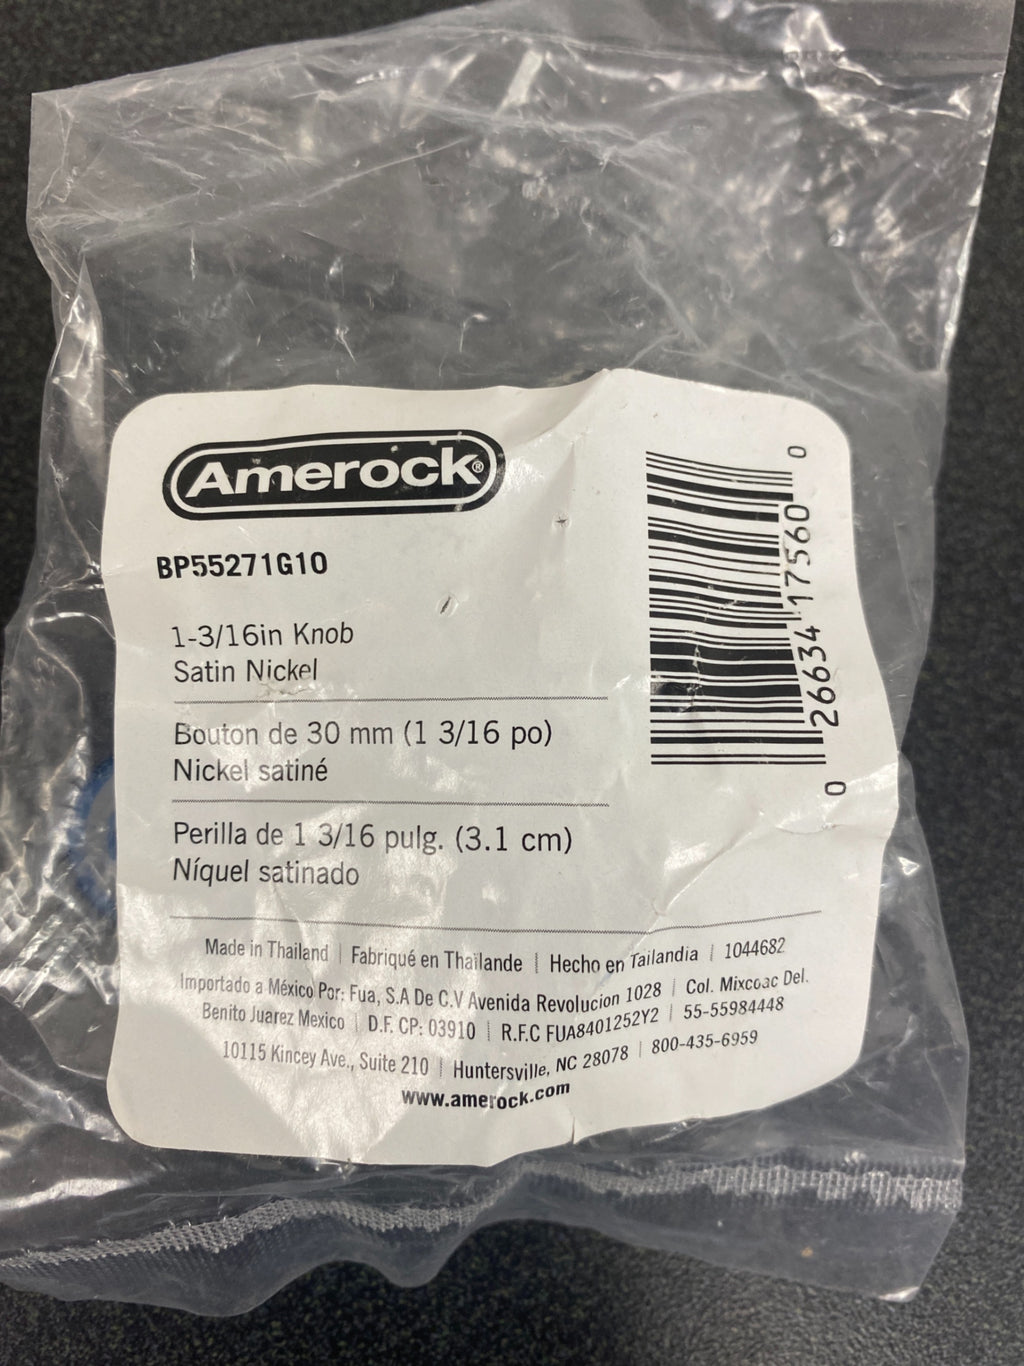 Amerock®
BP55271G10
1-3/16in Knob
Satin Nickel
Bouton de 30 mm (1 3/16 po)
Nickel satiné
Perilla de 1 3/16 pulg. (3.1 cm)
Níquel satinado
0 26634 17560 0
Made in Thailand | Fabriqué en Thaïlande | Hecho en Tailandia | 1044682
Importado a México Por: Fua, S.A De C.V Avenida Revolucion 1028 | Col. Mixcoac Del.
Benito Juarez Mexico | D.F. CP: 03910 | R.F.C FUA8401252Y2 | 55-55984448
10115 Kincey Ave., Suite 210 | Huntersville, NC 28078 | 800-435-6959
www.amerock.com